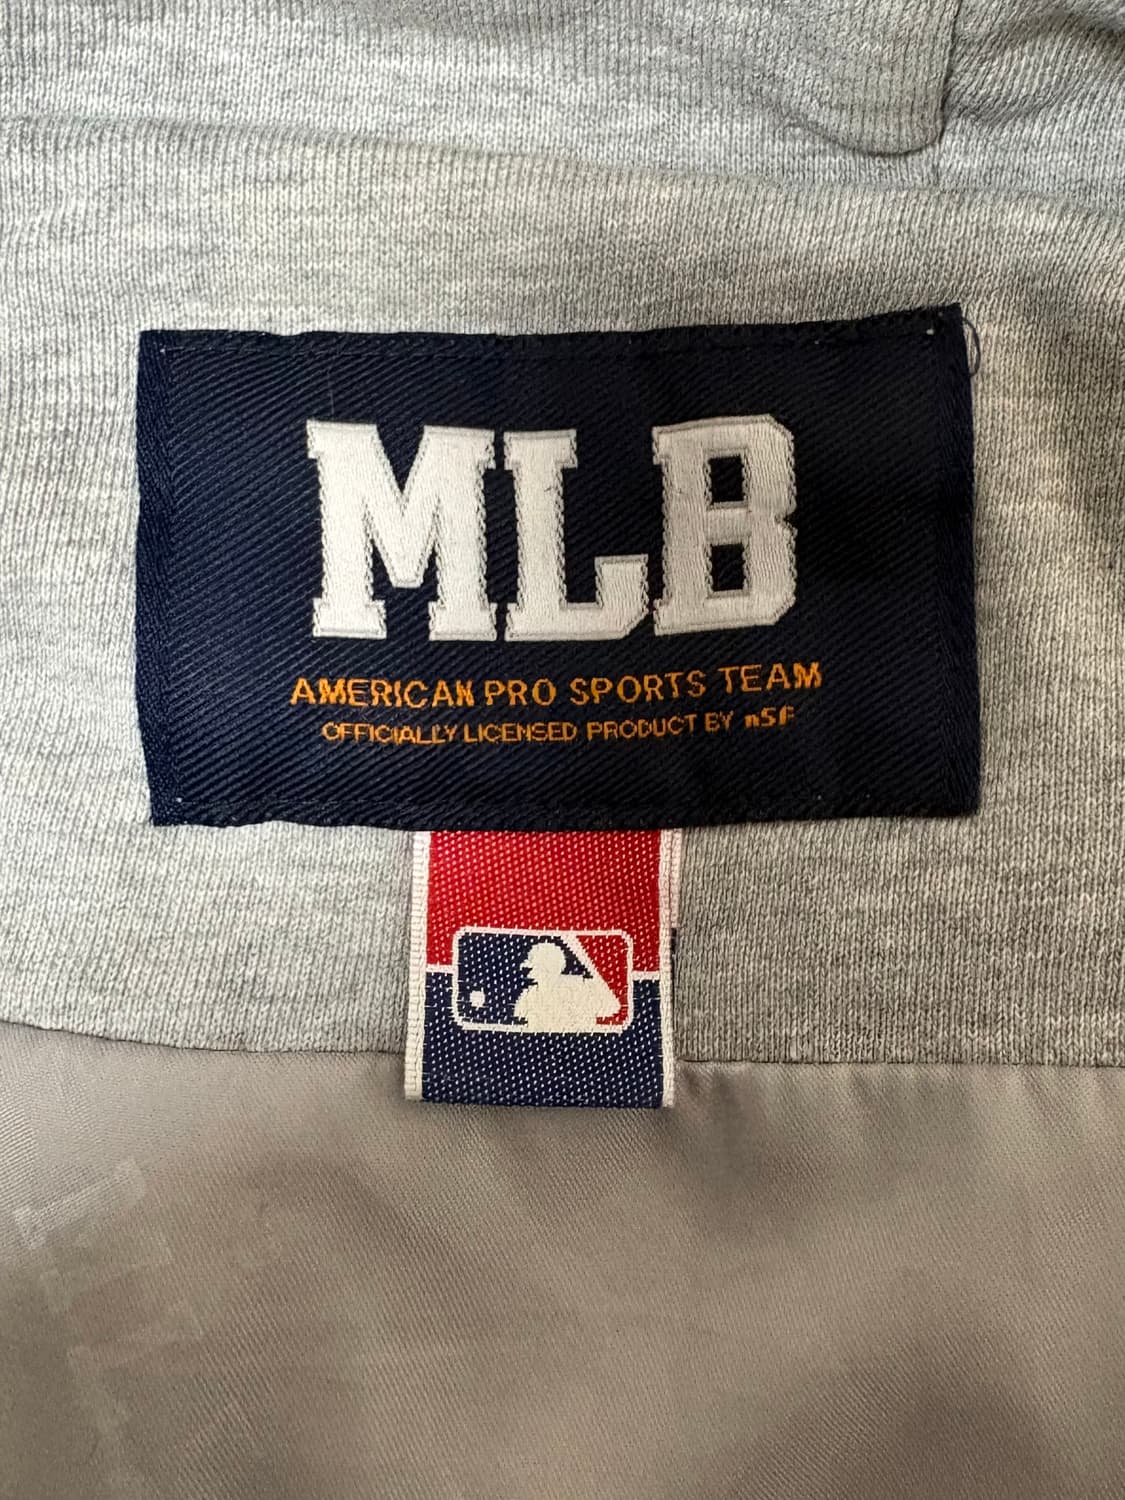 MLB
AMERICAN PRO SPORTS TEAM
OFFICIALLY LICENSED PRODUCT BY nSF